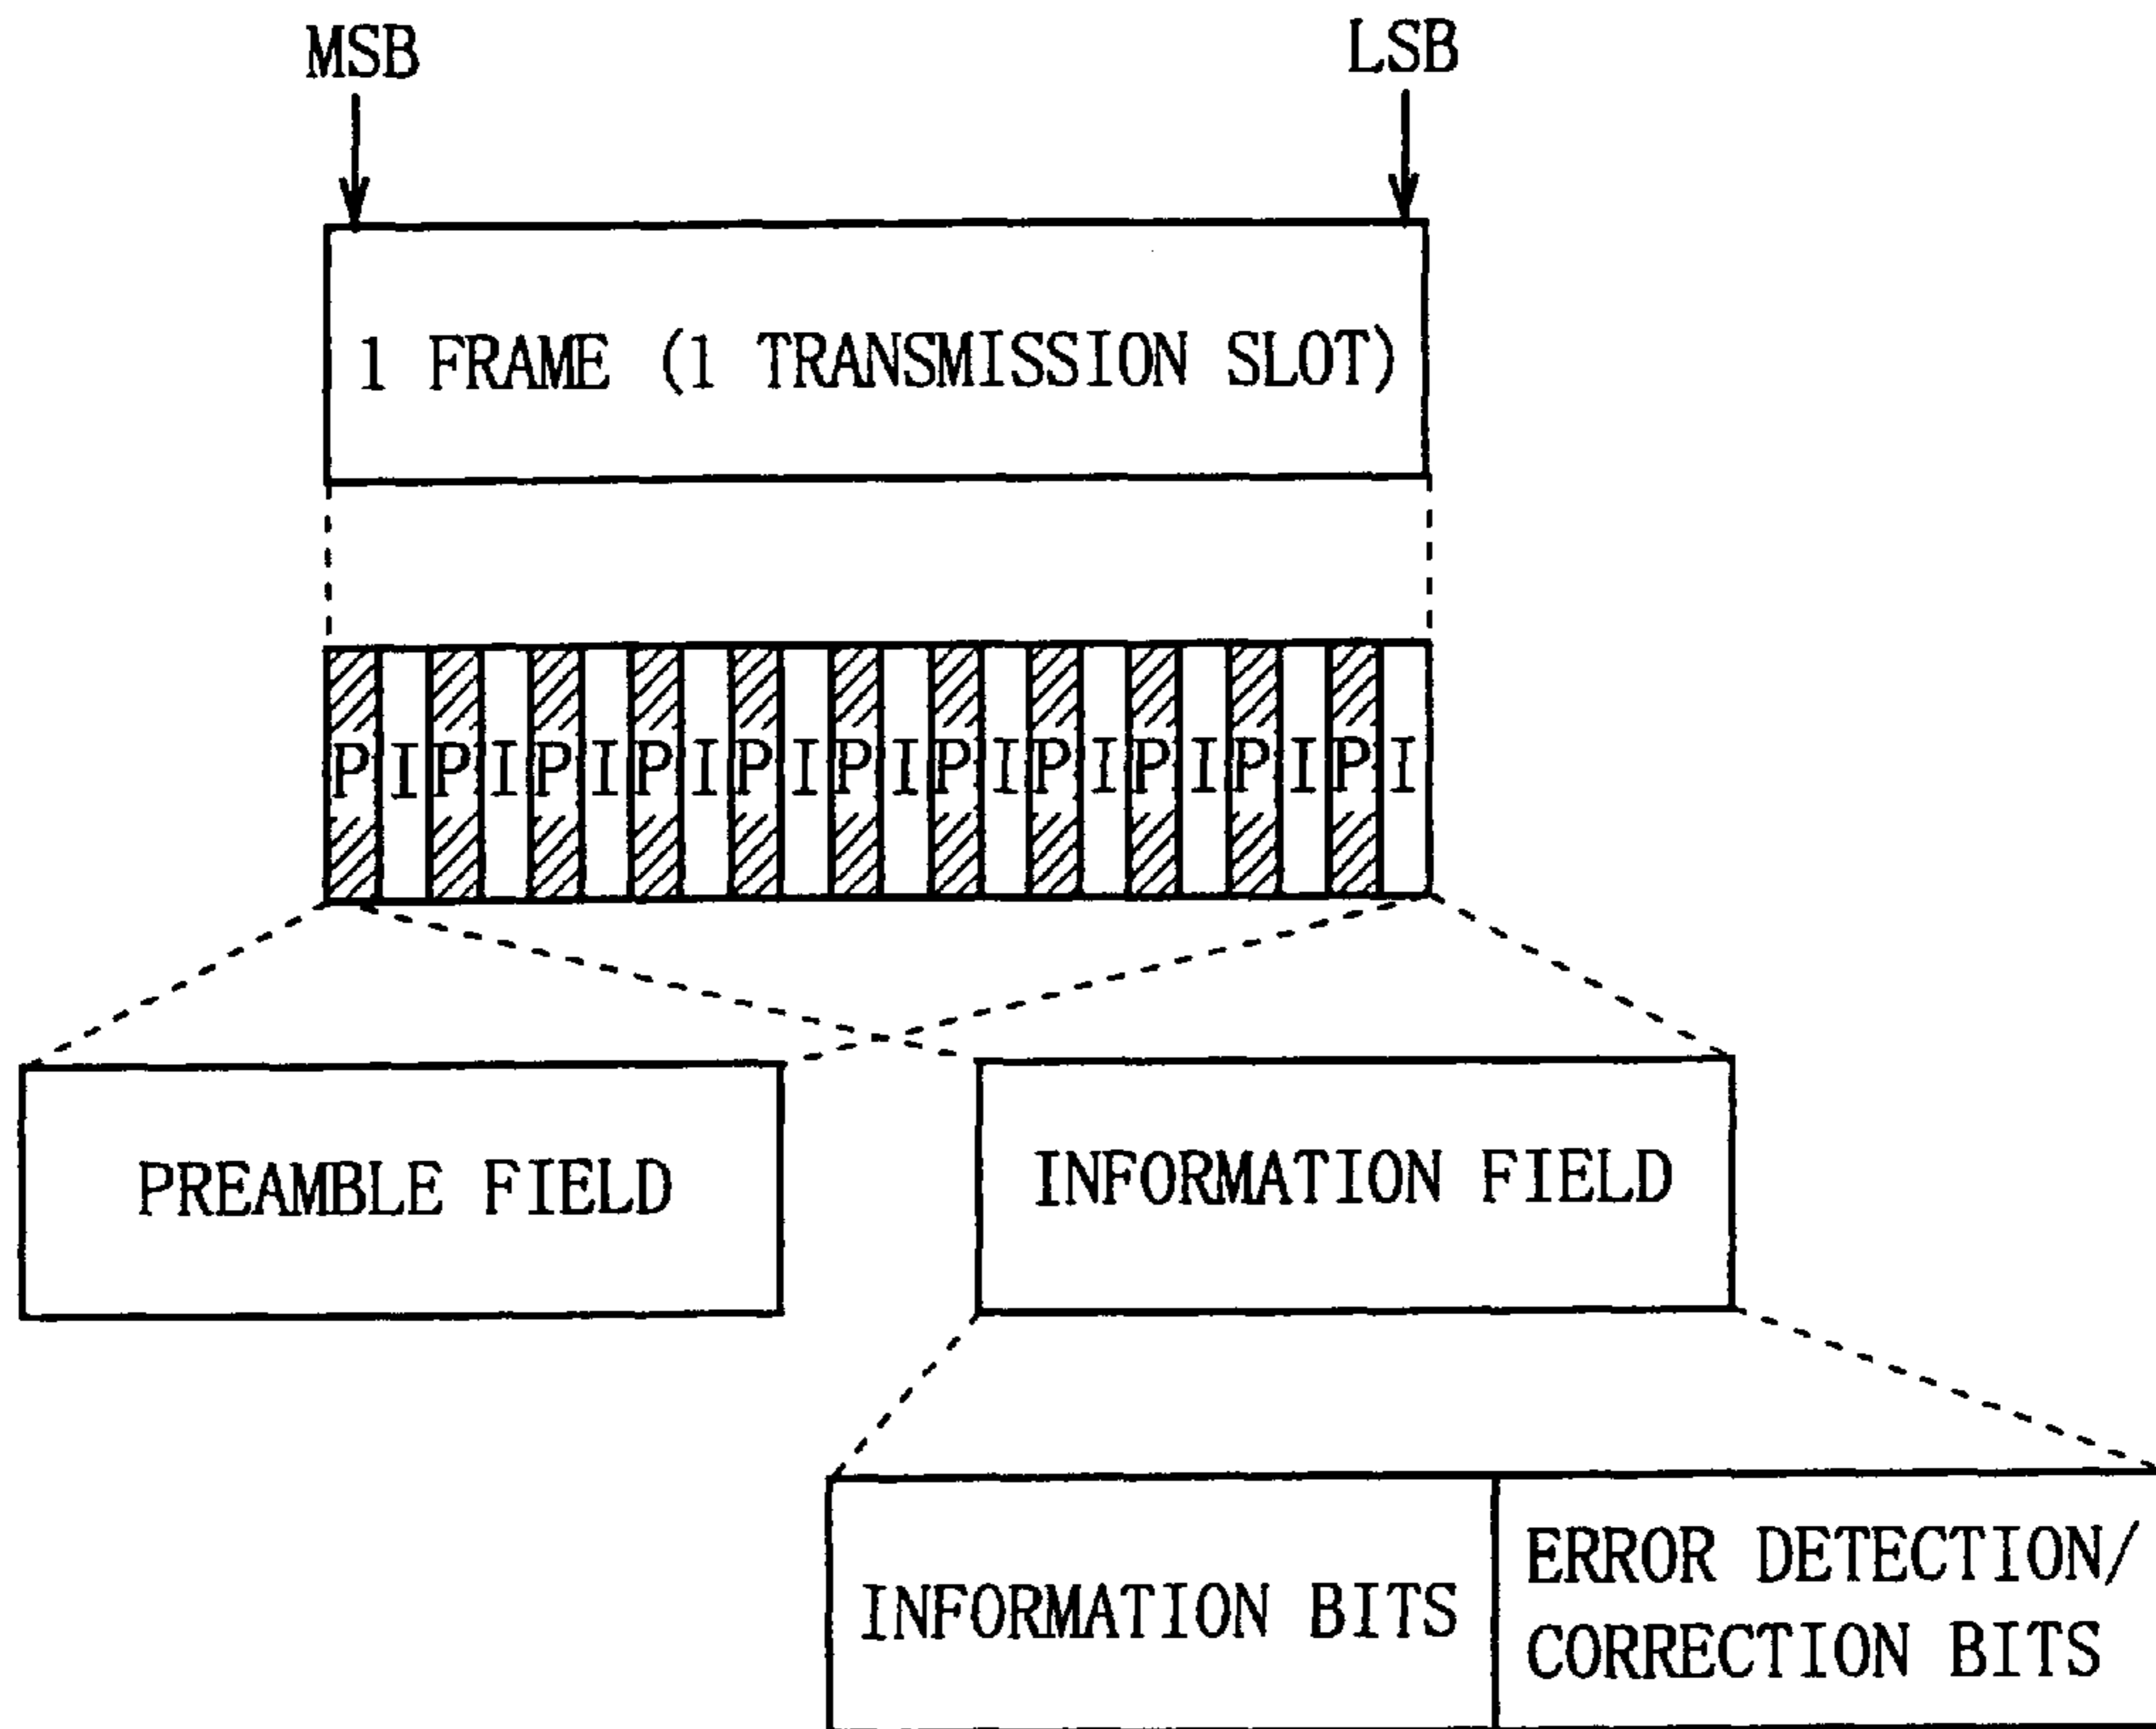 MSB LSB
1 FRAME (1 TRANSMISSION SLOT)
P I P I P I P I P I P I P I P I P I P I P I
PREAMBLE FIELD
INFORMATION FIELD
INFORMATION BITS
ERROR DETECTION/
CORRECTION BITS